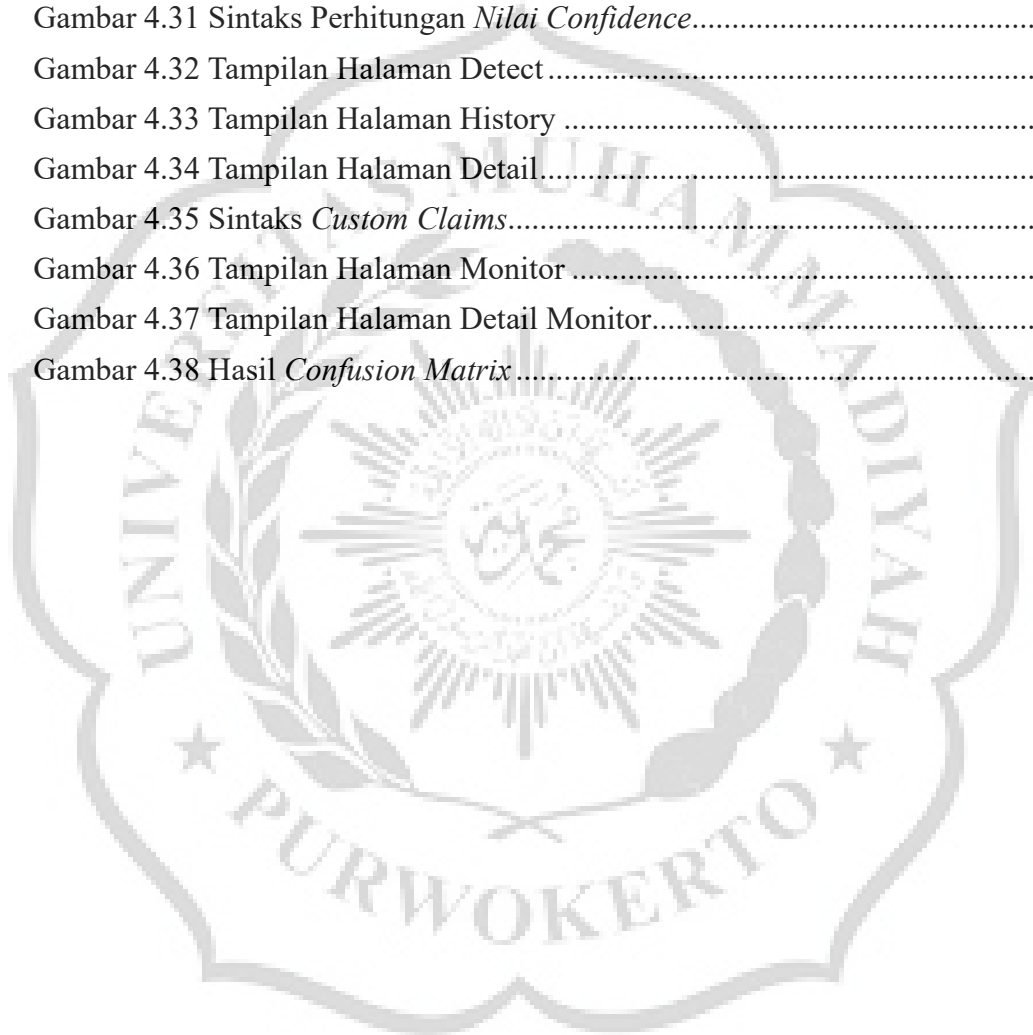 Gambar 4.31 Sintaks Perhitungan Nilai Confidence.......................................................
Gambar 4.32 Tampilan Halaman Detect...............................................................................
Gambar 4.33 Tampilan Halaman History .............................................................................
Gambar 4.34 Tampilan Halaman Detail................................................................................
Gambar 4.35 Sintaks Custom Claims....................................................................................
Gambar 4.36 Tampilan Halaman Monitor ............................................................................
Gambar 4.37 Tampilan Halaman Detail Monitor..................................................................
Gambar 4.38 Hasil Confusion Matrix...................................................................................
UNIVERSITAS MUHAMMADIYAH
PURWOKERTO